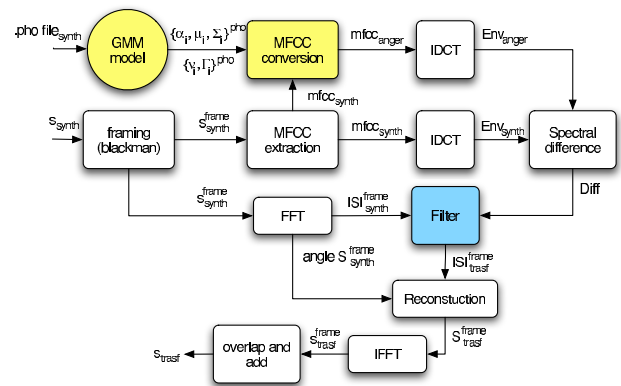 .pho file_synth
GMM
model
{α_i, μ_i, Σ_i}^pho
{ν_i, Γ_i}^pho
MFCC
conversion
mfcc_anger
IDCT
Env_anger
mfcc_synth
s_synth
framing
(blackman)
s_synth^frame
MFCC
extraction
mfcc_synth
IDCT
Env_synth
Spectral
difference
s_synth^frame
FFT
ISI_synth^frame
Filter
Diff
angle S_synth^frame
ISI_trasf^frame
Reconstuction
S_trasf^frame
IFFT
s_trasf^frame
overlap and
add
s_trasf